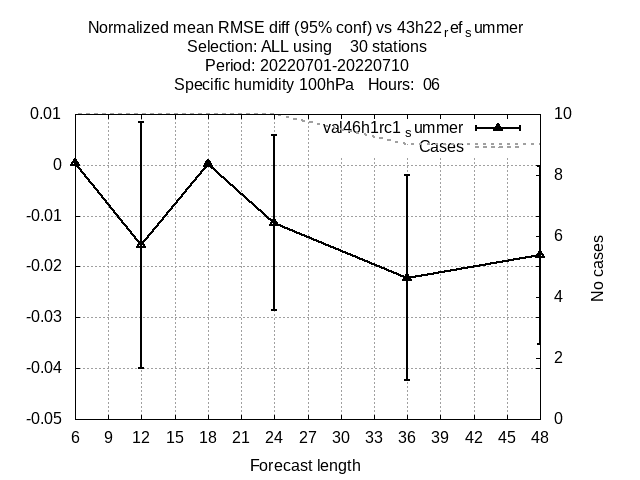 Normalized mean RMSE diff (95% conf) vs 43h22refsummer
Selection: ALL using    30 stations
Period: 20220701-20220710
Specific humidity 100hPa   Hours:  06
0.01
0
-0.01
-0.02
-0.03
-0.04
-0.05
val46h1rc1summer
Cases
10
8
6
4
2
0
No cases
6 9 12 15 18 21 24 27 30 33 36 39 42 45 48
Forecast length